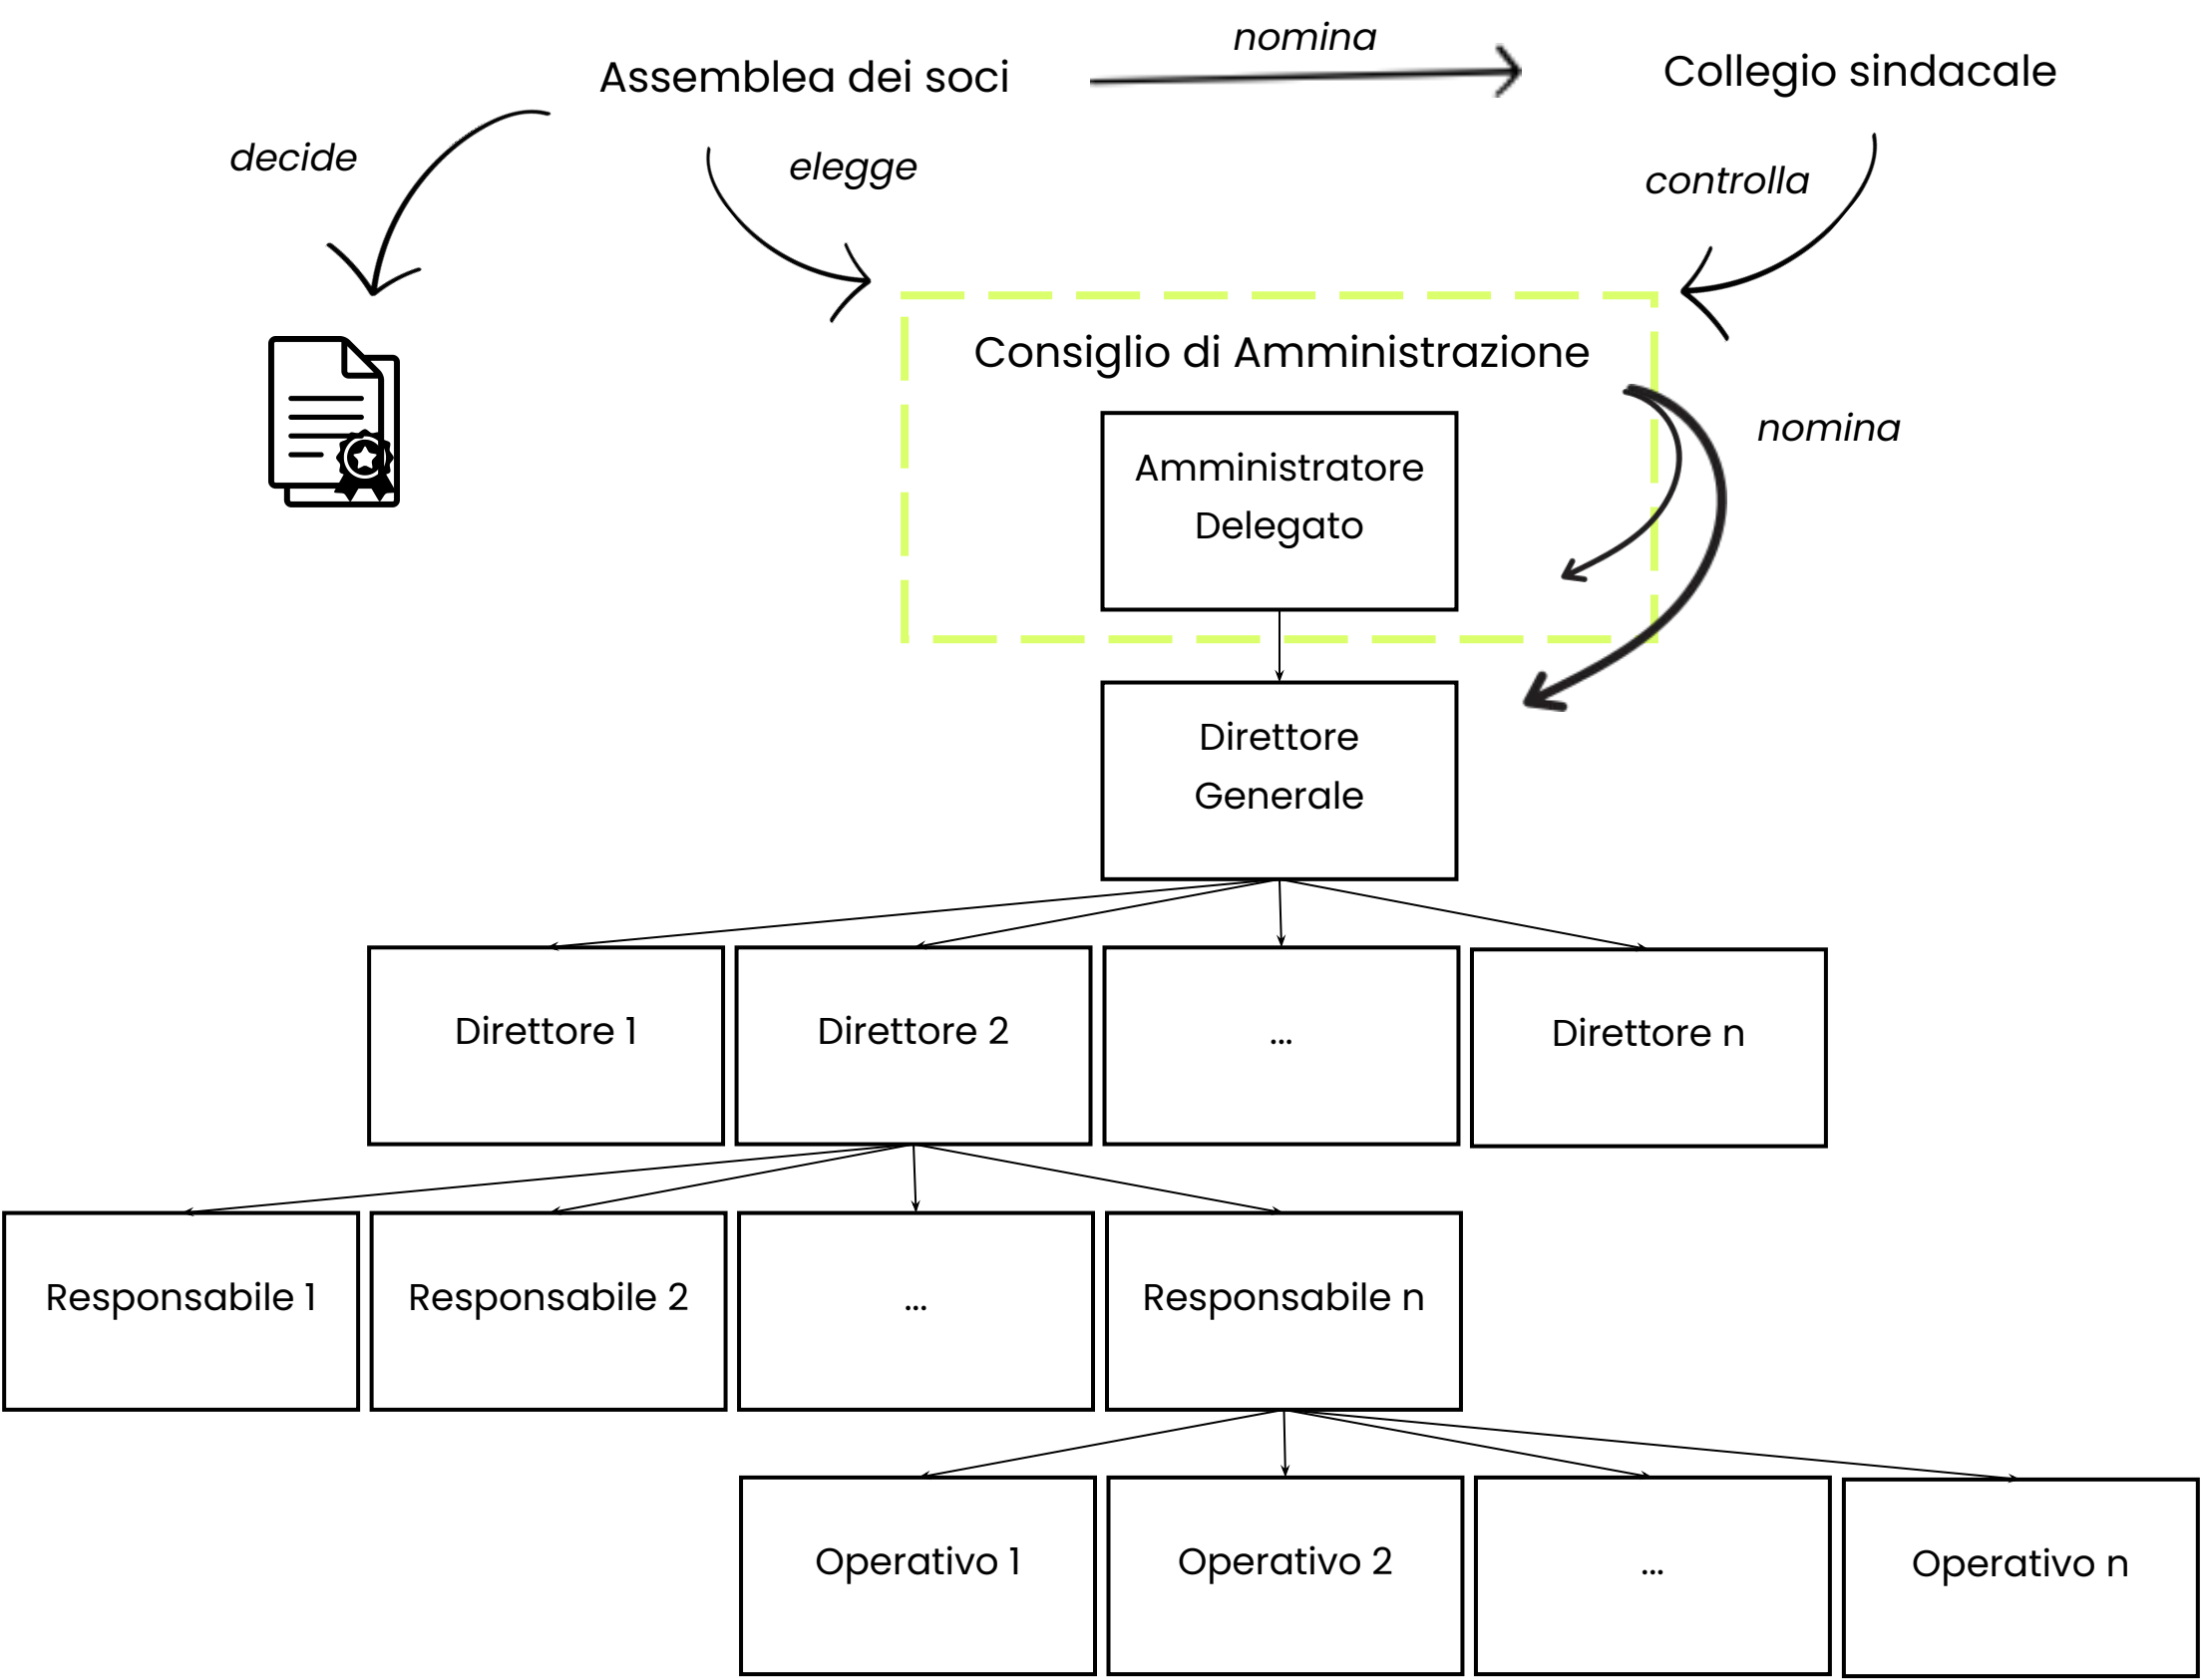 nomina
Assemblea dei soci
Collegio sindacale
decide
elegge
controlla
Consiglio di Amministrazione
nomina
Amministratore
Delegato
Direttore
Generale
Direttore 1
Direttore 2
...
Direttore n
Responsabile 1
Responsabile 2
...
Responsabile n
Operativo 1
Operativo 2
...
Operativo n